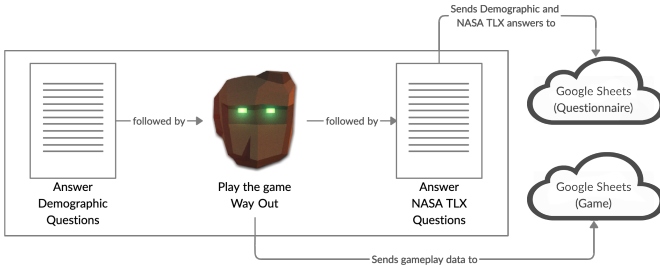 Sends Demographic and
NASA TLX answers to
Google Sheets
(Questionnaire)
followed by
followed by
Answer
Demographic
Questions
Play the game
Way Out
Answer
NASA TLX
Questions
Google Sheets
(Game)
Sends gameplay data to